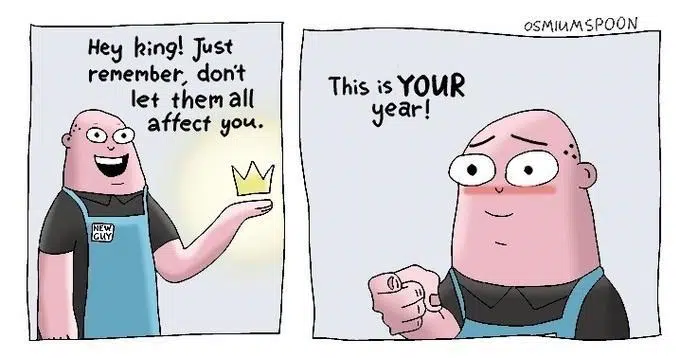 OSMIUMSPOON
Hey king! Just
remember, don't
let them all
affect you.
NEW
GUY
This is YOUR
year!